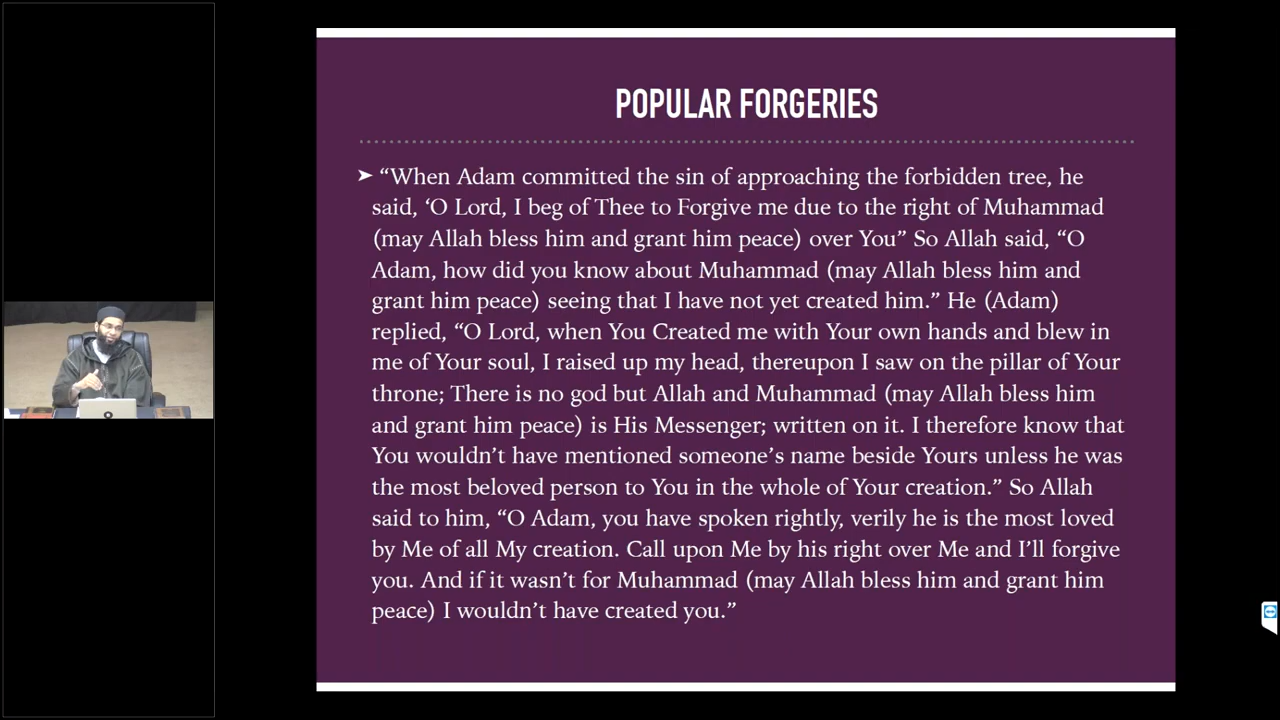 POPULAR FORGERIES
➤ “When Adam committed the sin of approaching the forbidden tree, he
said, ‘O Lord, I beg of Thee to Forgive me due to the right of Muhammad
(may Allah bless him and grant him peace) over You” So Allah said, “O
Adam, how did you know about Muhammad (may Allah bless him and
grant him peace) seeing that I have not yet created him.” He (Adam)
replied, “O Lord, when You Created me with Your own hands and blew in
me of Your soul, I raised up my head, thereupon I saw on the pillar of Your
throne; There is no god but Allah and Muhammad (may Allah bless him
and grant him peace) is His Messenger; written on it. I therefore know that
You wouldn’t have mentioned someone’s name beside Yours unless he was
the most beloved person to You in the whole of Your creation.” So Allah
said to him, “O Adam, you have spoken rightly, verily he is the most loved
by Me of all My creation. Call upon Me by his right over Me and I’ll forgive
you. And if it wasn’t for Muhammad (may Allah bless him and grant him
peace) I wouldn’t have created you.”